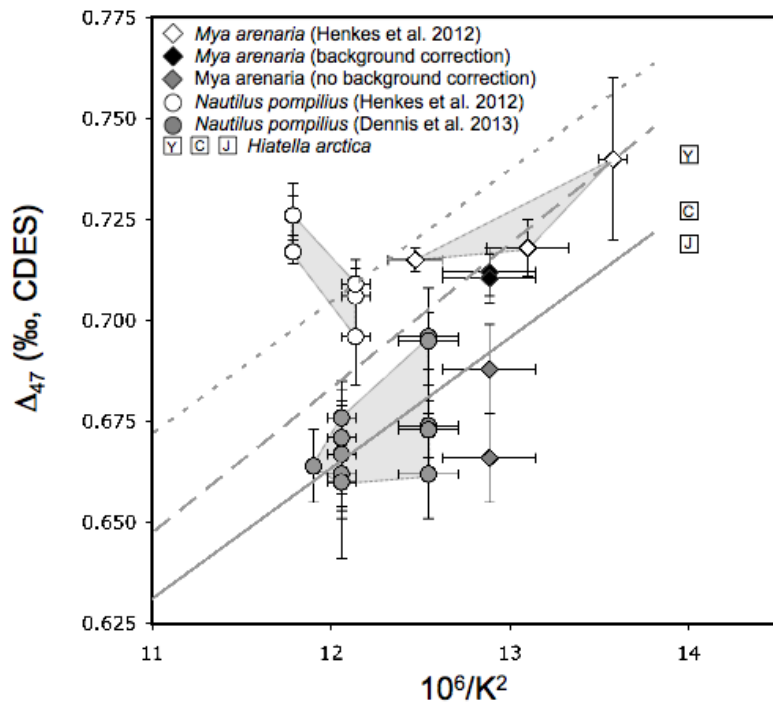 0.775
0.750
0.725
0.700
0.675
0.650
0.625
Δ47 (‰, CDES)
Mya arenaria (Henkes et al. 2012)
Mya arenaria (background correction)
Mya arenaria (no background correction)
Nautilus pompilius (Henkes et al. 2012)
Nautilus pompilius (Dennis et al. 2013)
Y C J Hiatella arctica
Y
C
J
11 12 13 14
10⁶/K²